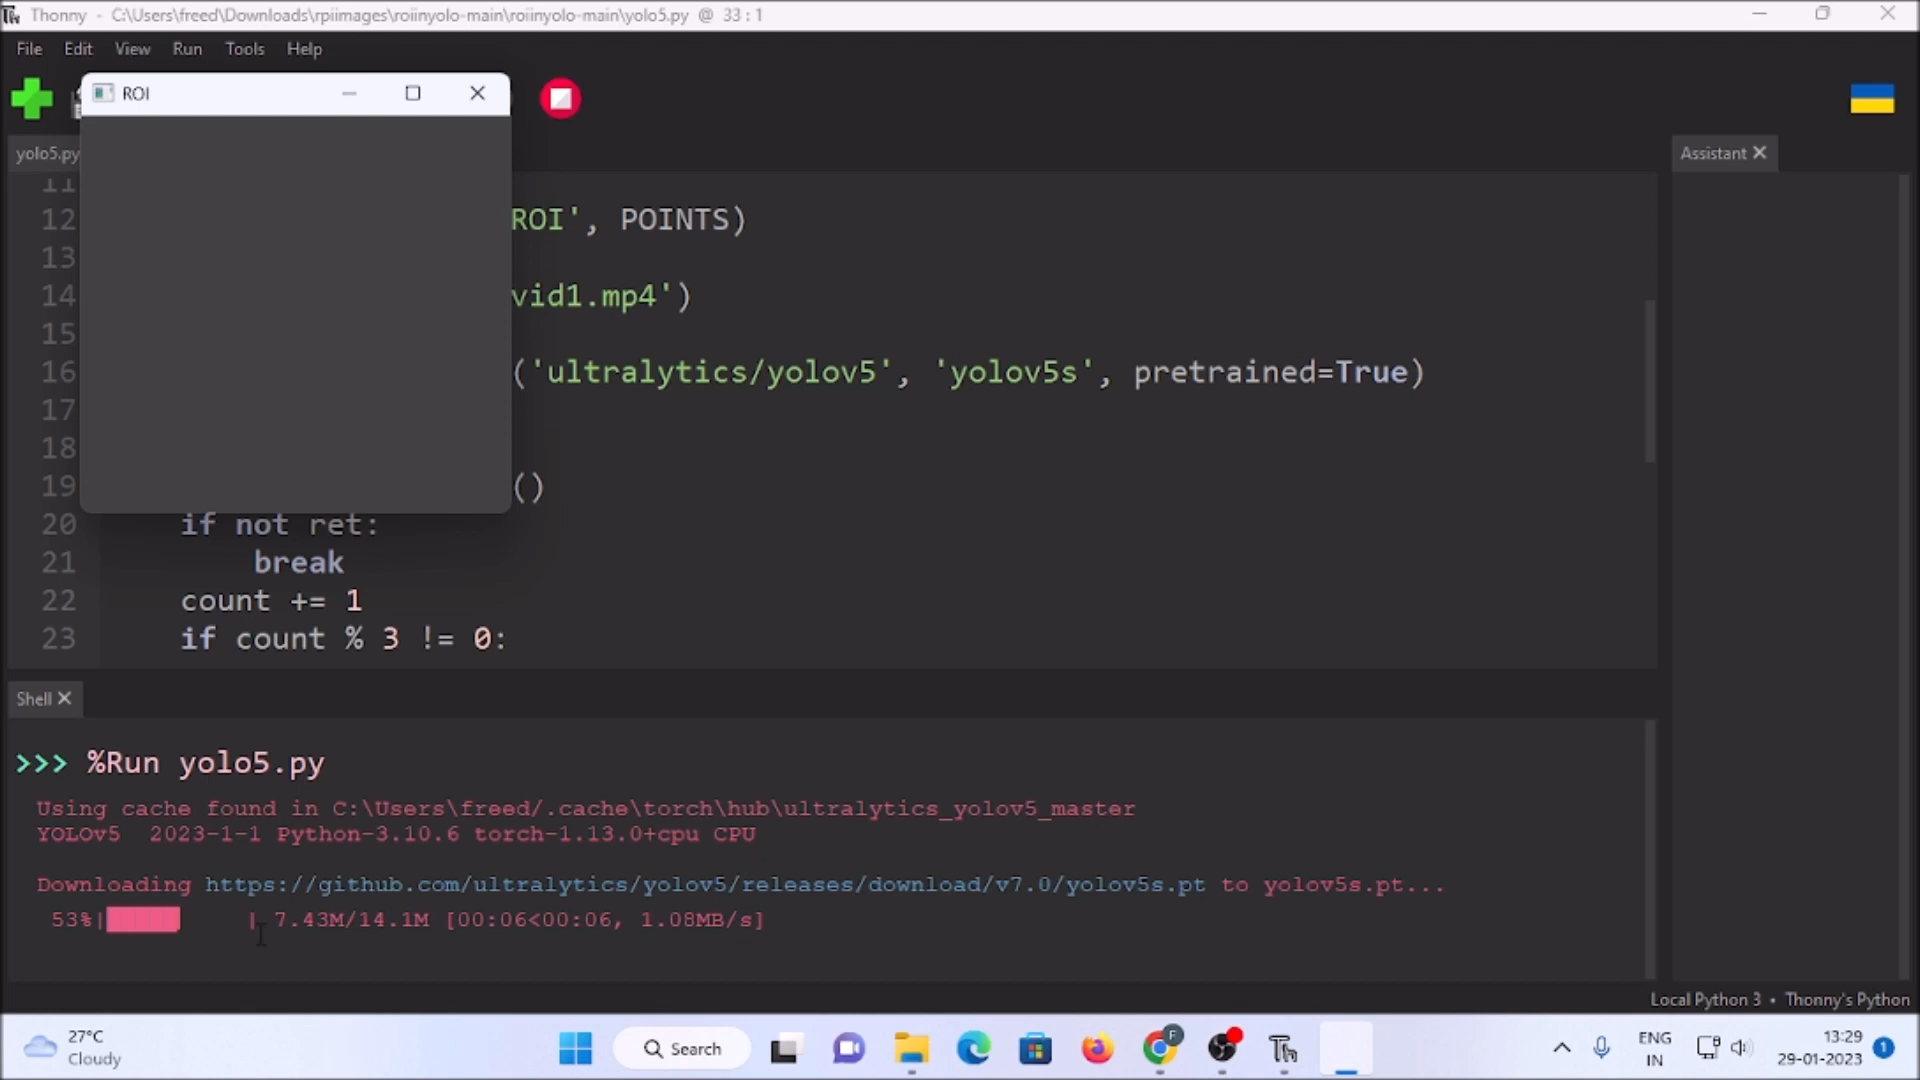 Thonny - C:\Users\freed\Downloads\rpiimages\roiinyolo-main\roiinyolo-main\yolo5.py @ 33 : 1
File Edit View Run Tools Help
ROI
yolo5.py
Assistant
11
12 ROI', POINTS)
13
14 vid1.mp4')
15
16 ('ultralytics/yolov5', 'yolov5s', pretrained=True)
17
18
19 ()
20 if not ret:
21 break
22 count += 1
23 if count % 3 != 0:
Shell
>>> %Run yolo5.py
Using cache found in C:\Users\freed/.cache\torch\hub\ultralytics_yolov5_master
YOLOv5 2023-1-1 Python-3.10.6 torch-1.13.0+cpu CPU
Downloading https://github.com/ultralytics/yolov5/releases/download/v7.0/yolov5s.pt to yolov5s.pt...
53%| | 7.43M/14.1M [00:06<00:06, 1.08MB/s]
Local Python 3 • Thonny's Python
27°C
Cloudy
Search
F
Th
ENG
IN
13:29
29-01-2023
1